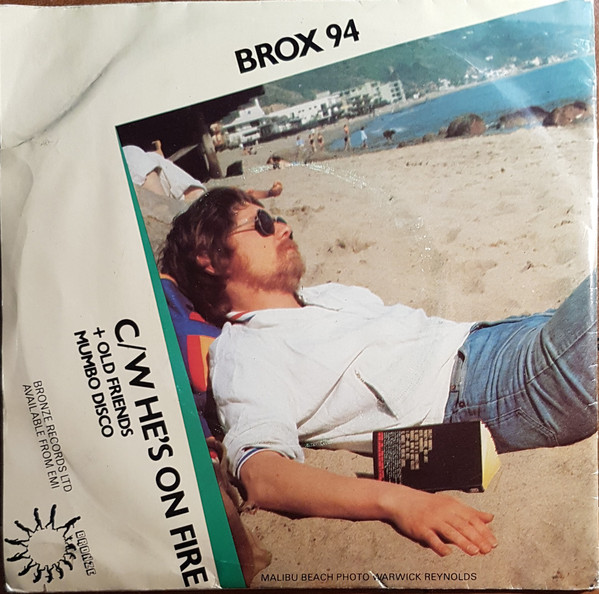 BROX 94
C/W HE'S ON FIRE
+ OLD FRIENDS
MUMBO DISCO
BRONZE RECORDS LTD
AVAILABLE FROM EMI
BRONZE
MALIBU BEACH PHOTO WARWICK REYNOLDS